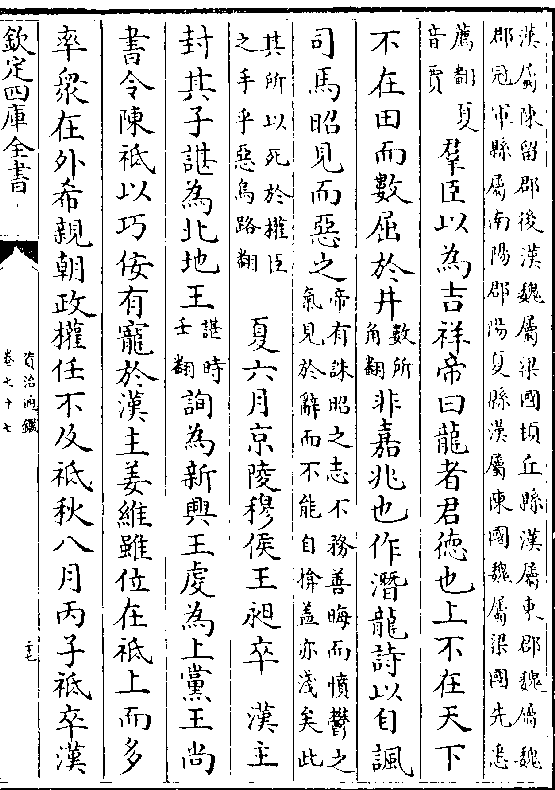 漢屬陳留郡後漢魏屬梁國頓丘縣漢屬東郡魏屬魏
郡冠軍縣屬南陽郡陽夏縣漢屬陳國魏屬梁國先悉
薦翻夏
音賈
羣臣以為吉祥帝曰龍者君徳也上不在天下
不在田而數屈於井
數所
角翻
非嘉兆也作潛龍詩以自諷
司馬昭見而惡之
帝有誅昭之志不務善晦而憤鬱之
氣見於辭而不能自揜蓋亦淺矣此
其所以死於權臣
之手乎惡烏路翻
夏六月京陵穆侯王昶卒 漢主
封其子諶為北地王
諶時
壬翻
詢為新興王虔為上黨王尚
書令陳祗以巧佞有寵於漢主姜維雖位在祗上而多
率衆在外希親朝政權任不及祗秋八月丙子祗卒漢
欽定四庫全書
資治通鑑
卷七十七